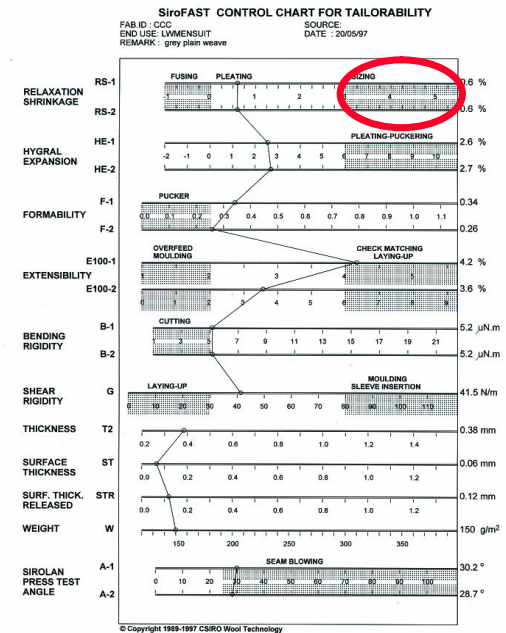 SiroFAST CONTROL CHART FOR TAILORABILITY
FAB.ID : CCC SOURCE:
END USE: LWMENSUIT DATE : 20/05/97
REMARK : grey plain weave
FUSING PLEATING SIZING
RS-1 0.6 %
RELAXATION SHRINKAGE
-1 0 1 2 3 4 5
RS-2 0.6 %
PLEATING-PUCKERING
HE-1 2.6 %
HYGRAL EXPANSION
-2 -1 0 1 2 3 4 5 6 7 8 9 10
HE-2 2.7 %
PUCKER
F-1 0.34
FORMABILITY
0.0 0.1 0.2 0.3 0.4 0.5 0.6 0.7 0.8 0.9 1.0 1.1
F-2 0.26
OVERFEED MOULDING CHECK MATCHING LAYING-UP
E100-1 4.2 %
EXTENSIBILITY
1 2 3 4 5
E100-2 3.6 %
0 1 2 3 4 5 6 7 8 9
CUTTING
B-1 5.2 µN.m
BENDING RIGIDITY
1 3 5 7 9 11 13 15 17 19 21
B-2 5.2 µN.m
LAYING-UP MOULDING SLEEVE INSERTION
SHEAR RIGIDITY G 41.5 N/m
0 10 20 30 40 50 60 70 80 90 100 110
THICKNESS T2 0.38 mm
0.2 0.4 0.6 0.8 1.0 1.2 1.4
SURFACE THICKNESS ST 0.06 mm
0.0 0.2 0.4 0.6 0.8 1.0 1.2
SURF. THICK. RELEASED STR 0.12 mm
0.0 0.2 0.4 0.6 0.8 1.0 1.2
WEIGHT W 150 g/m²
150 200 250 300 350
SEAM BLOWING
A-1 30.2 °
SIROLAN PRESS TEST ANGLE
0 10 20 30 40 50 60 70 80 90 100
A-2 28.7 °
© Copyright 1989-1997 CSIRO Wool Technology